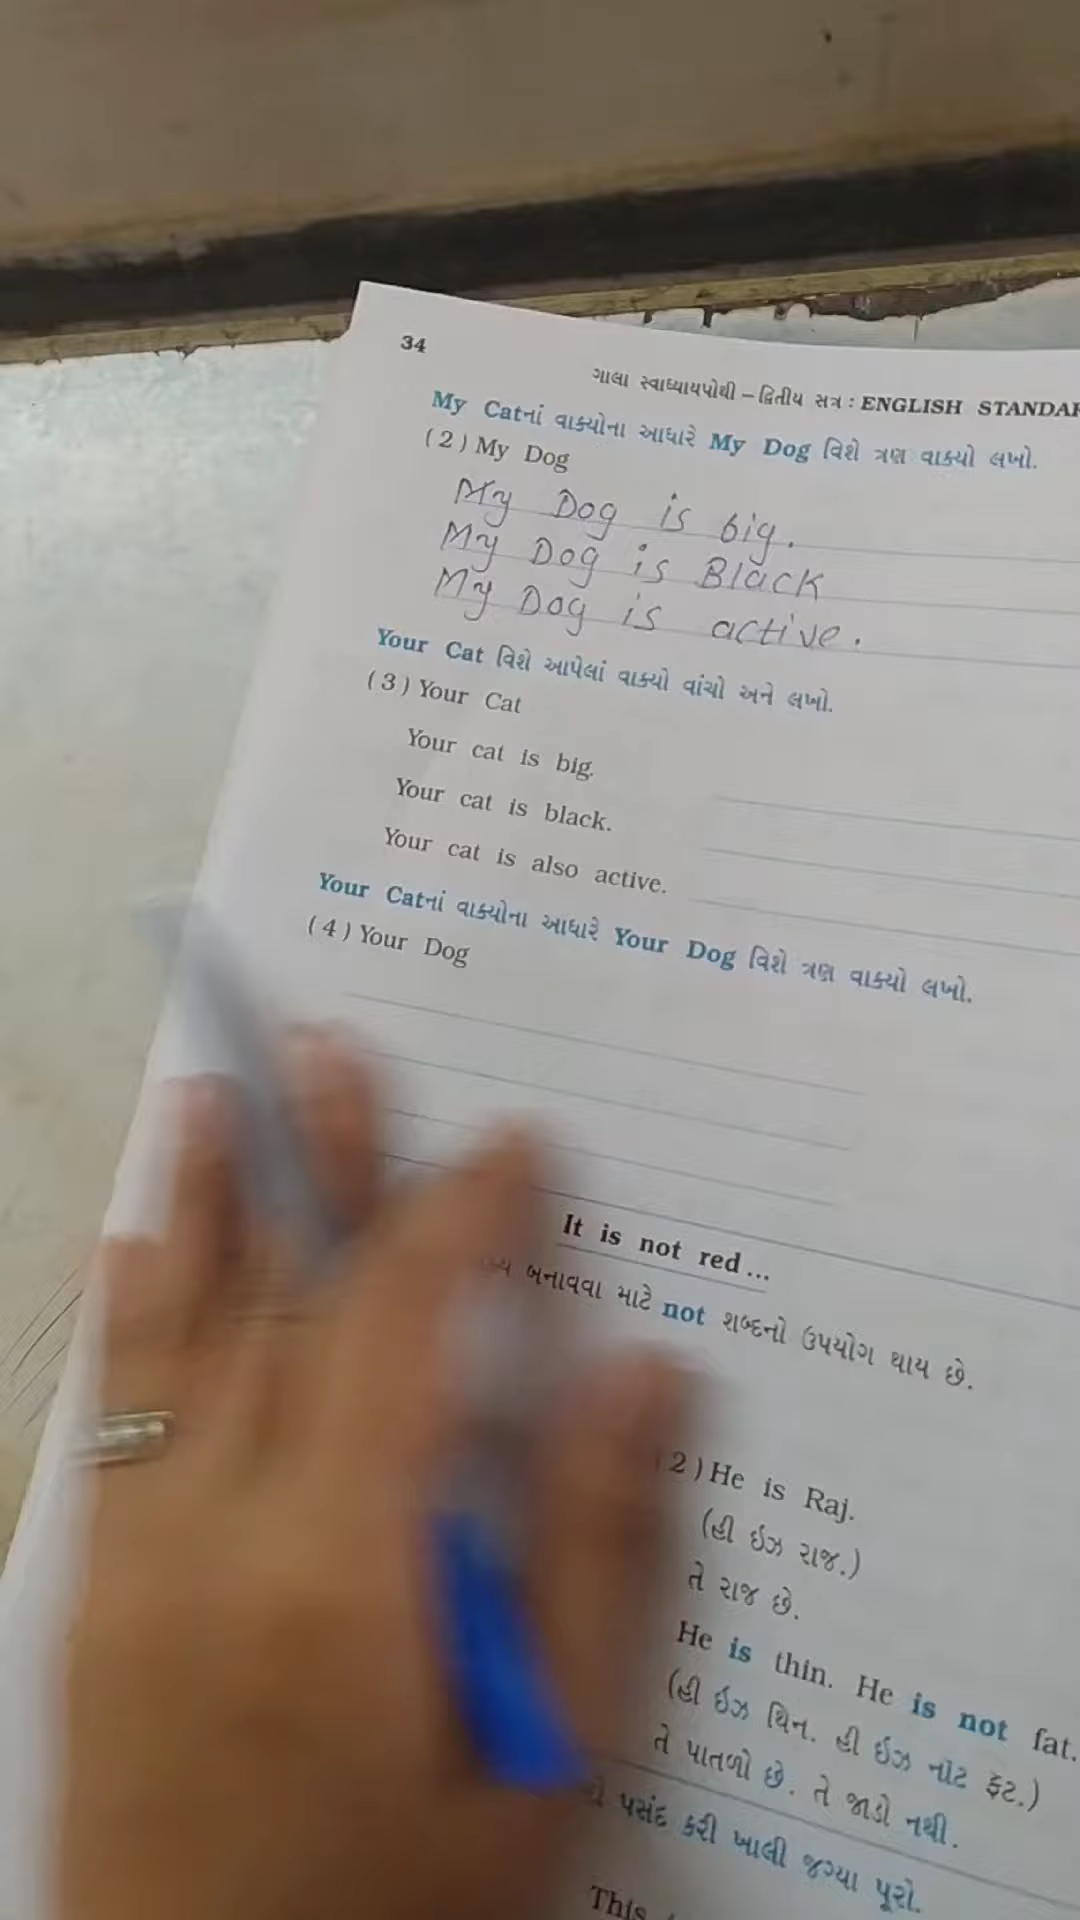 34
ગાલા સ્વાધ્યાયપોથી – દ્વિતીય સત્ર : ENGLISH
My Catનાં વાક્યોના આધારે My Dog વિશે ત્રણ વાક્યો લખો.
(2) My Dog
My Dog is big.
My Dog is Black
My Dog is active.
Your Cat વિશે આપેલાં વાક્યો વાંચો અને લખો.
(3) Your Cat
Your cat is big.
Your cat is black.
Your cat is also active.
Your Catનાં વાક્યોના આધારે Your Dog વિશે ત્રણ વાક્યો લખો.
(4) Your Dog
It is not red...
બનાવવા માટે not શબ્દનો ઉપયોગ થાય છે.
2) He is Raj.
(હી ઇઝ રાજ.)
તે રાજ છે.
He is thin. He is not fat.
(હી ઇઝ થિન. હી ઇઝ નૉટ ફૅટ.)
તે પાતળો છે. તે જાડો નથી.
પસંદ કરી ખાલી જગ્યા પૂરો.
This